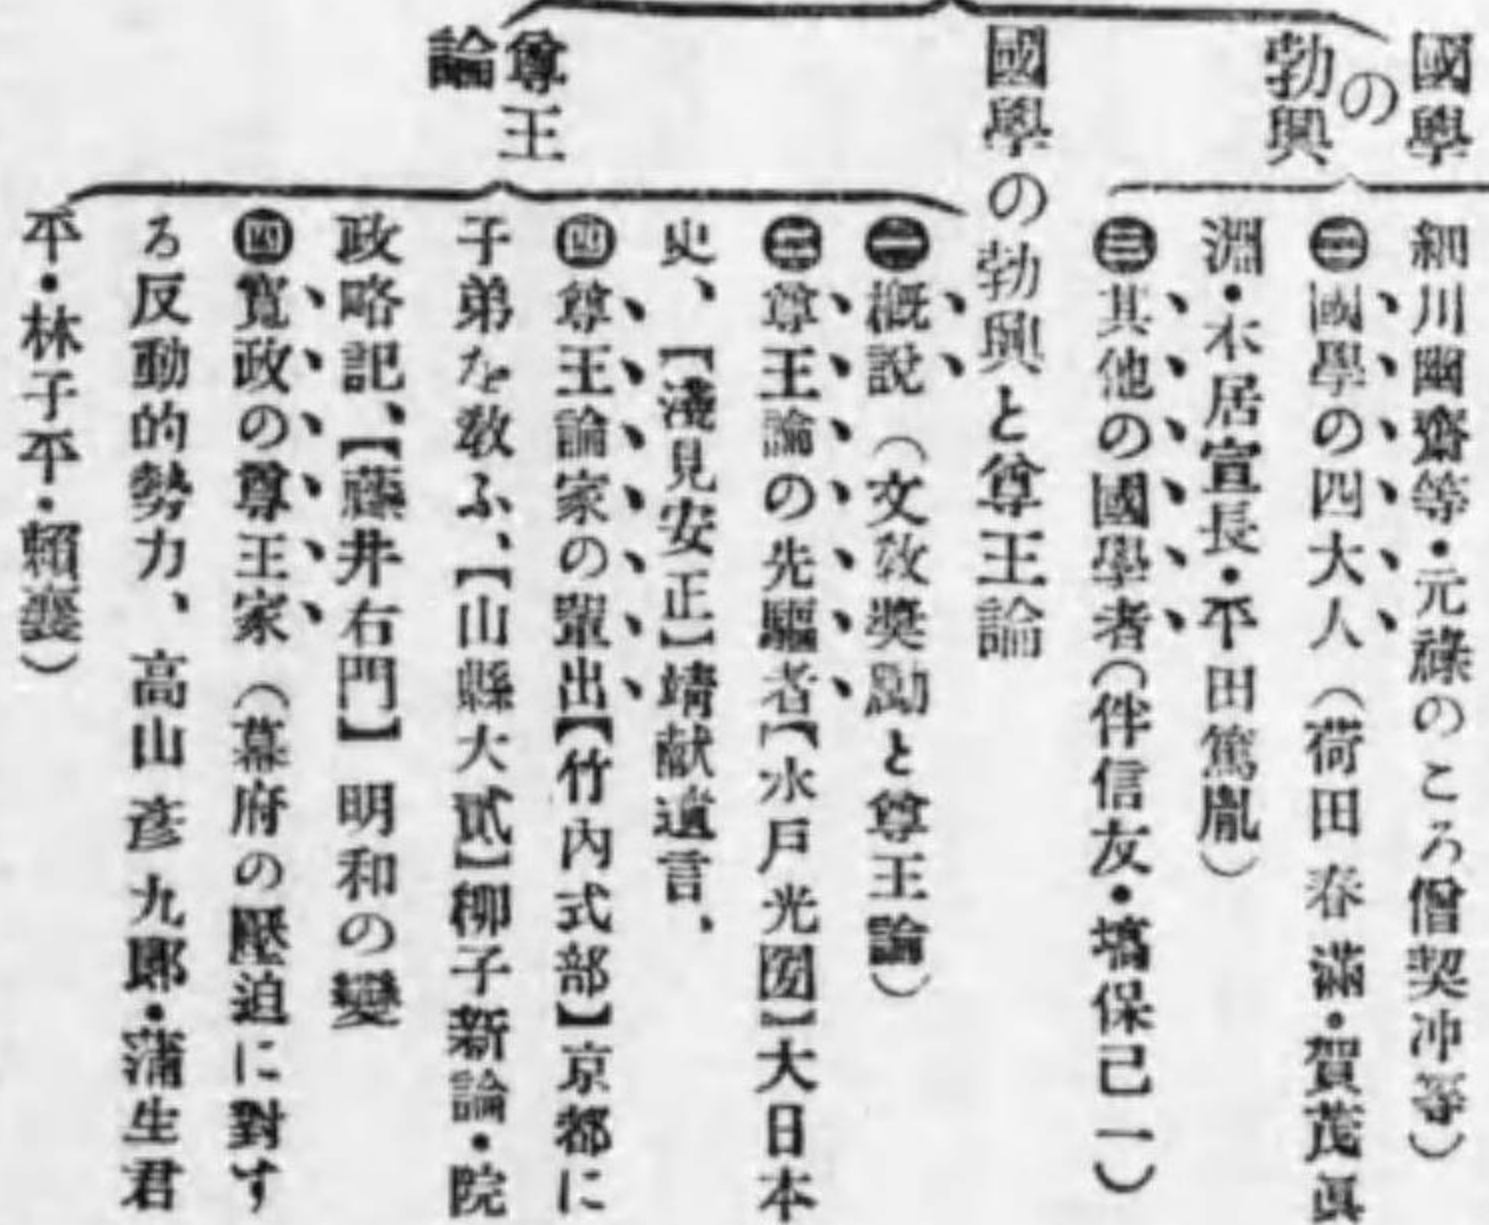 國學
の
勃興
細川幽齋等・元祿のころ僧契冲等)
㊁國學の四大人(荷田春滿・賀茂眞
淵・本居宣長・平田篤胤)
㊂其他の國學者(伴信友・塙保己一)
國學の勃興と尊王論
尊王
論
㊀概説(文敎奬勵と尊王論)
㊁尊王論の先驅者【水戶光圀】大日本
史、【淺見安正】靖献遺言、
㊃尊王論家の輩出【竹內式部】京都に
子弟を敎ふ、【山縣大貳】柳子新論・院
政略記、【藤井右門】明和の變
㊃寬政の尊王家(幕府の壓迫に對す
る反動的勢力、高山彥九郞・蒲生君
平・林子平・賴襄)